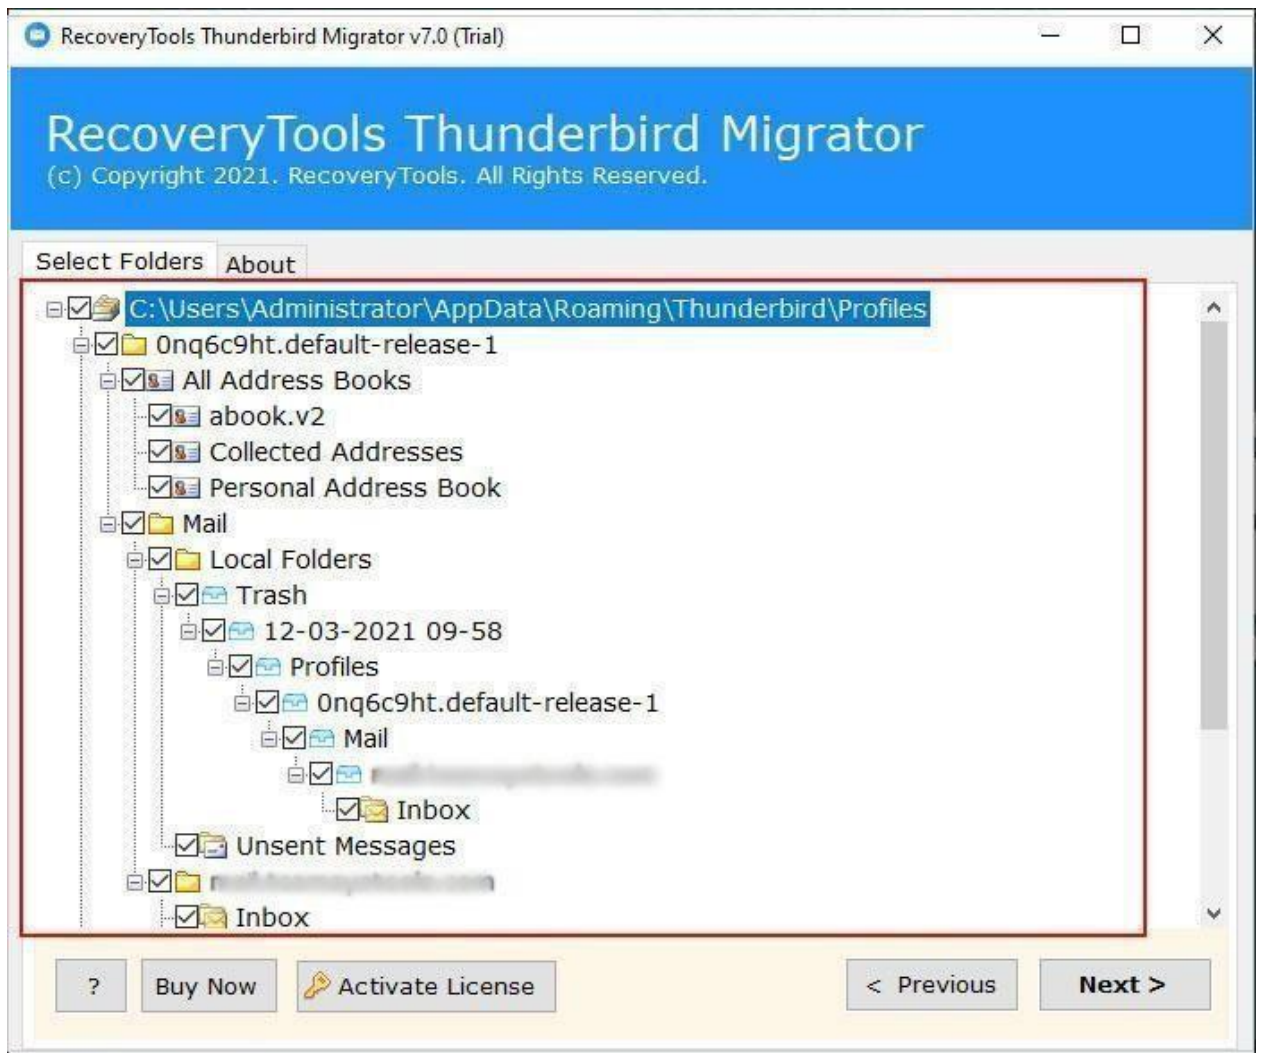 RecoveryTools Thunderbird Migrator v7.0 (Trial)
RecoveryTools Thunderbird Migrator
(c) Copyright 2021. RecoveryTools. All Rights Reserved.
Select Folders About
C:\Users\Administrator\AppData\Roaming\Thunderbird\Profiles
0nq6c9ht.default-release-1
All Address Books
abook.v2
Collected Addresses
Personal Address Book
Mail
Local Folders
Trash
12-03-2021 09-58
Profiles
0nq6c9ht.default-release-1
Mail
Inbox
Unsent Messages
Inbox
? Buy Now Activate License < Previous Next >